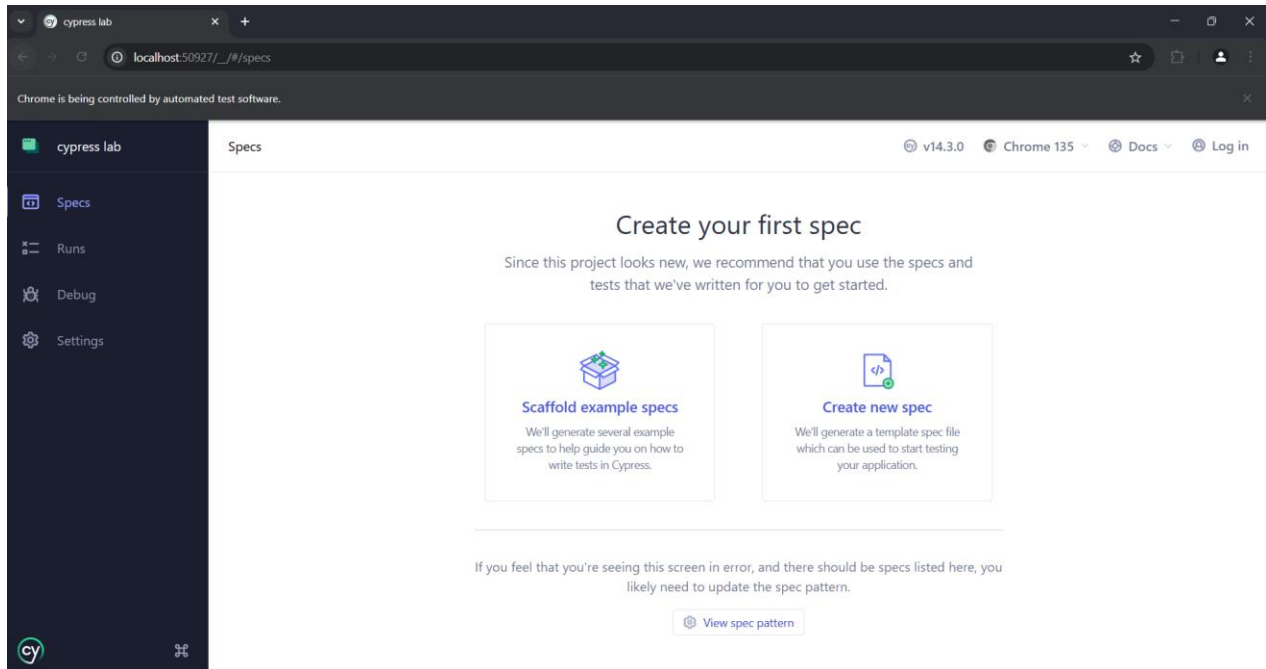 cypress lab
localhost:50927/__/#/specs
Chrome is being controlled by automated test software.
cypress lab
Specs
v14.3.0
Chrome 135
Docs
Log in
Specs
Runs
Debug
Settings
Create your first spec
Since this project looks new, we recommend that you use the specs and
tests that we've written for you to get started.
Scaffold example specs
We'll generate several example
specs to help guide you on how to
write tests in Cypress.
Create new spec
We'll generate a template spec file
which can be used to start testing
your application.
If you feel that you're seeing this screen in error, and there should be specs listed here, you
likely need to update the spec pattern.
View spec pattern
cy